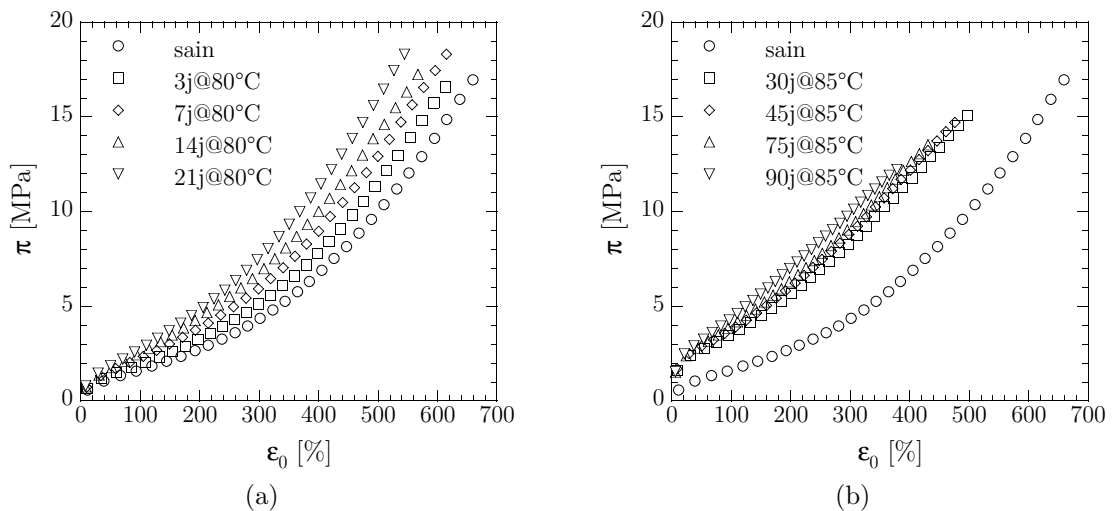 20
15
10
5
0
π [MPa]
sain
3j@80°C
7j@80°C
14j@80°C
21j@80°C
0 100 200 300 400 500 600 700
ε₀ [%]
(a)
20
15
10
5
0
π [MPa]
sain
30j@85°C
45j@85°C
75j@85°C
90j@85°C
0 100 200 300 400 500 600 700
ε₀ [%]
(b)